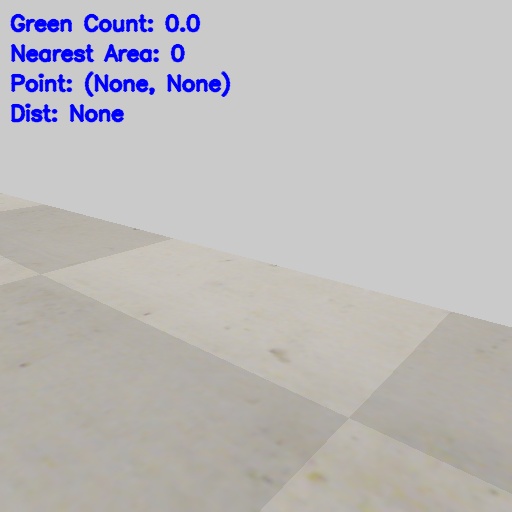 Green Count: 0.0
Nearest Area: 0
Point: (None, None)
Dist: None